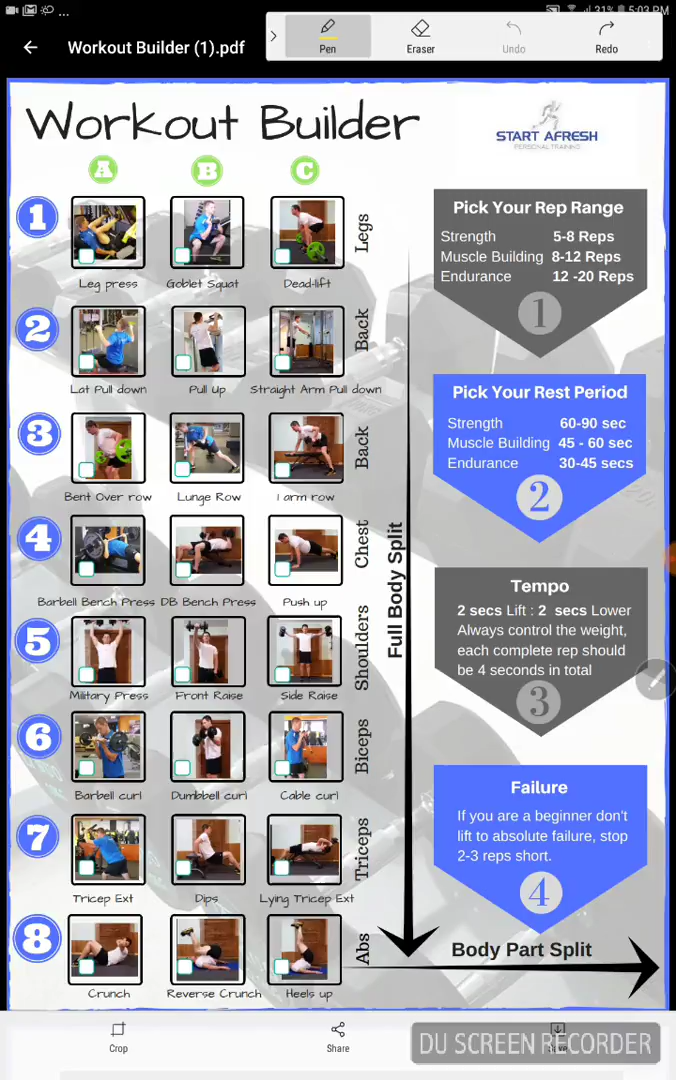 31% 5:03 PM
Workout Builder (1).pdf
Pen
Eraser
Undo
Redo
Workout Builder
START AFRESH
PERSONAL TRAINING
A B C
1
Leg press
Goblet Squat
Dead-lift
Legs
2
Lat Pull down
Pull Up
Straight Arm Pull down
Back
3
Bent Over row
Lunge Row
1 arm row
Back
4
Barbell Bench Press
DB Bench Press
Push up
Chest
5
Military Press
Front Raise
Side Raise
Shoulders
6
Barbell curl
Dumbbell curl
Cable curl
Biceps
7
Tricep Ext
Dips
Lying Tricep Ext
Triceps
8
Crunch
Reverse Crunch
Heels up
Abs
Full Body Split
Body Part Split
Pick Your Rep Range
Strength 5-8 Reps
Muscle Building 8-12 Reps
Endurance 12 -20 Reps
1
Pick Your Rest Period
Strength 60-90 sec
Muscle Building 45 - 60 sec
Endurance 30-45 secs
2
Tempo
2 secs Lift : 2 secs Lower
Always control the weight,
each complete rep should
be 4 seconds in total
3
Failure
If you are a beginner don't
lift to absolute failure, stop
2-3 reps short.
4
Crop
Share
Save
DU SCREEN RECORDER